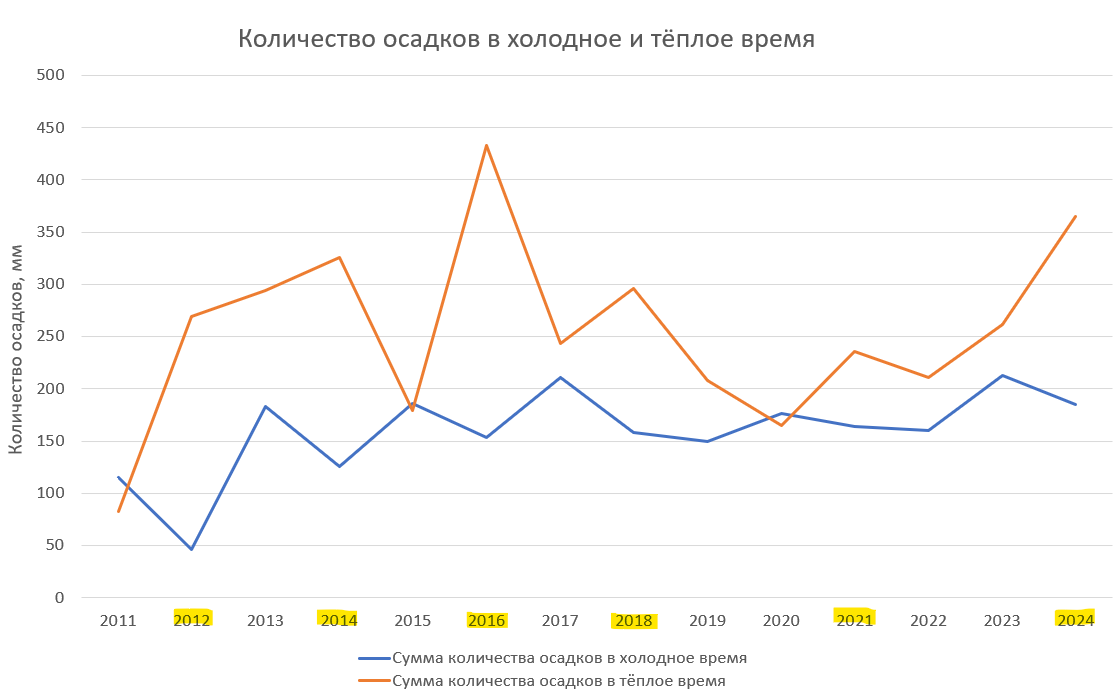 Количество осадков в холодное и тёплое время
500
450
400
350
300
250
200
150
100
50
0
Количество осадков, мм
2011 2012 2013 2014 2015 2016 2017 2018 2019 2020 2021 2022 2023 2024
Сумма количества осадков в холодное время
Сумма количества осадков в тёплое время